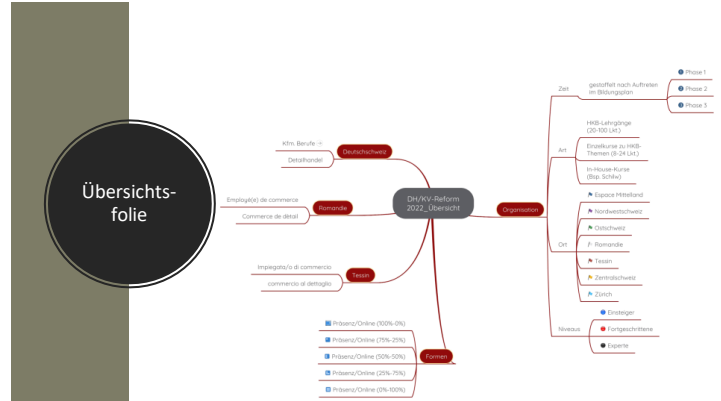 Übersichts-
folie
DH/KV-Reform
2022_Übersicht
Deutschschweiz
Kfm. Berufe
Detailhandel
Romandie
Employé(e) de commerce
Commerce de détail
Tessin
Impiegata/o di commercio
commercio al dettaglio
Formen
Präsenz/Online (100%-0%)
Präsenz/Online (75%-25%)
Präsenz/Online (50%-50%)
Präsenz/Online (25%-75%)
Präsenz/Online (0%-100%)
Organisation
Zeit
gestaffelt nach Auftreten
im Bildungsplan
1 Phase 1
2 Phase 2
3 Phase 3
Art
HKB-Lehrgänge
(20-100 Lkt.)
Einzelkurse zu HKB-
Themen (8-24 Lkt.)
In-House-Kurse
(Bsp. Schilw)
Ort
Espace Mittelland
Nordwestschweiz
Ostschweiz
Romandie
Tessin
Zentralschweiz
Zürich
Niveaus
Einsteiger
Fortgeschrittene
Experte